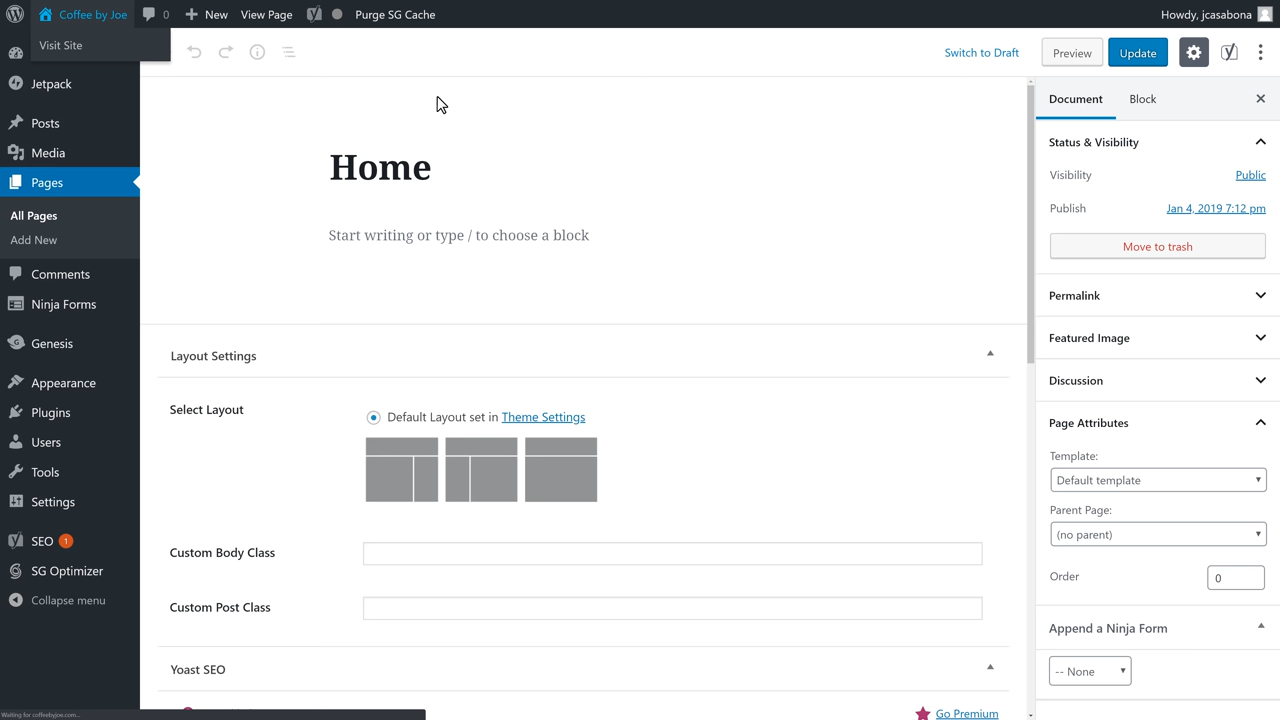 Coffee by Joe
0
New
View Page
Purge SG Cache
Howdy, jcasabona
Visit Site
Switch to Draft
Preview
Update
Jetpack
Posts
Media
Pages
All Pages
Add New
Comments
Ninja Forms
Genesis
Appearance
Plugins
Users
Tools
Settings
SEO 1
SG Optimizer
Collapse menu
Home
Start writing or type / to choose a block
Layout Settings
Select Layout
Default Layout set in Theme Settings
Custom Body Class
Custom Post Class
Yoast SEO
Go Premium
Document
Block
Status & Visibility
Visibility
Public
Publish
Jan 4, 2019 7:12 pm
Move to trash
Permalink
Featured Image
Discussion
Page Attributes
Template:
Default template
Parent Page:
(no parent)
Order
0
Append a Ninja Form
-- None
Waiting for coffeebyjoe.com...